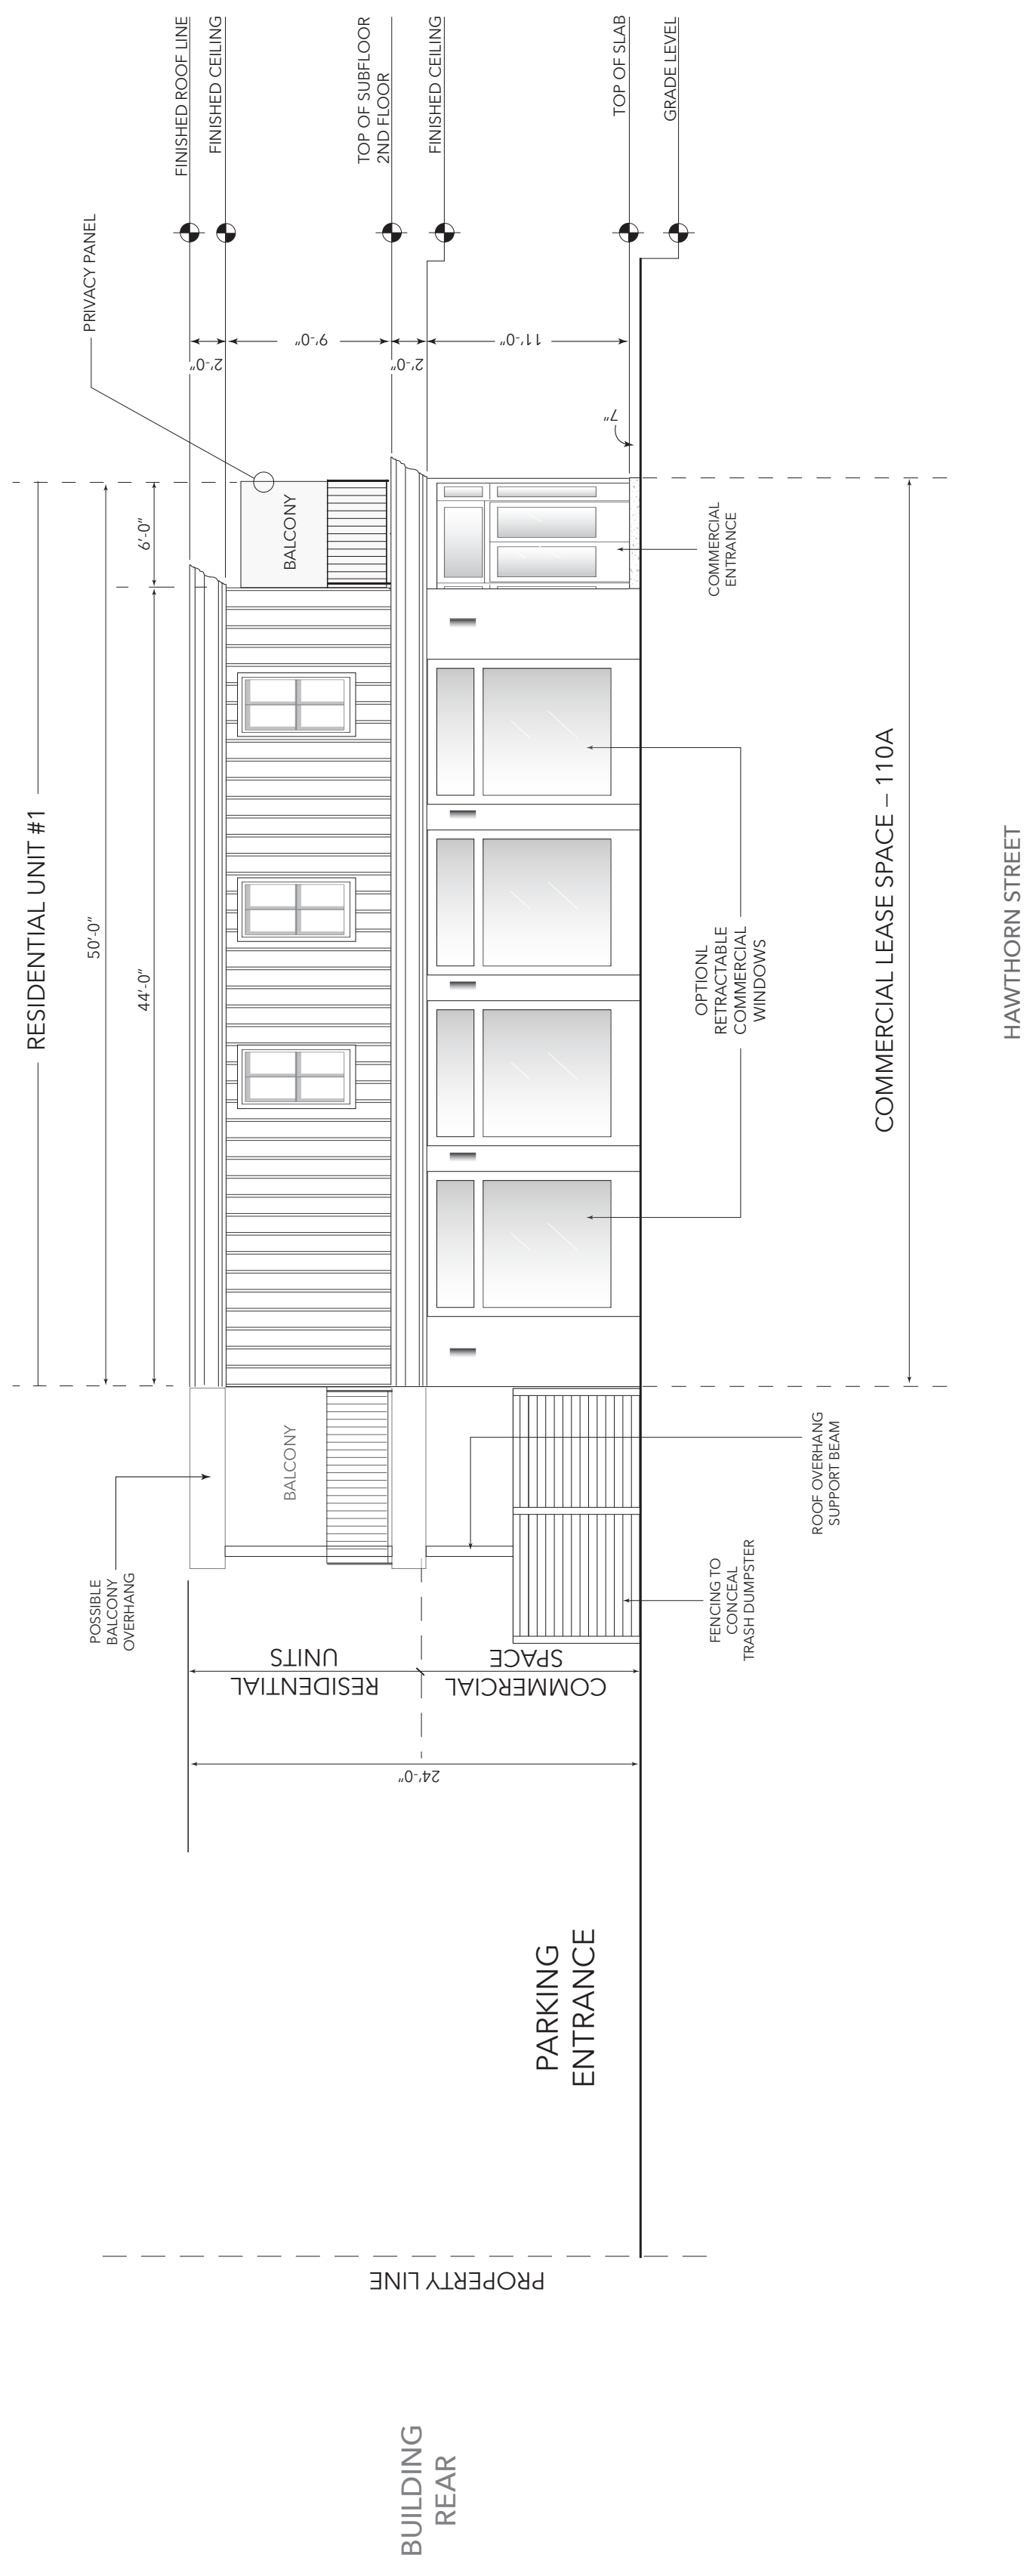 RESIDENTIAL UNIT #1
50'-0"
44'-0"
6'-0"
PRIVACY PANEL
FINISHED ROOF LINE
FINISHED CEILING
TOP OF SUBFLOOR
2ND FLOOR
FINISHED CEILING
TOP OF SLAB
GRADE LEVEL
2'-0"
9'-0"
2'-0"
11'-0"
7"
BALCONY
BALCONY
POSSIBLE
BALCONY
OVERHANG
RESIDENTIAL
UNITS
COMMERCIAL
SPACE
24'-0"
PARKING
ENTRANCE
PROPERTY LINE
BUILDING
REAR
FENCING TO
CONCEAL
TRASH DUMPSTER
ROOF OVERHANG
SUPPORT BEAM
OPTIONL
RETRACTABLE
COMMERCIAL
WINDOWS
COMMERCIAL
ENTRANCE
COMMERCIAL LEASE SPACE – 110A
HAWTHORN STREET